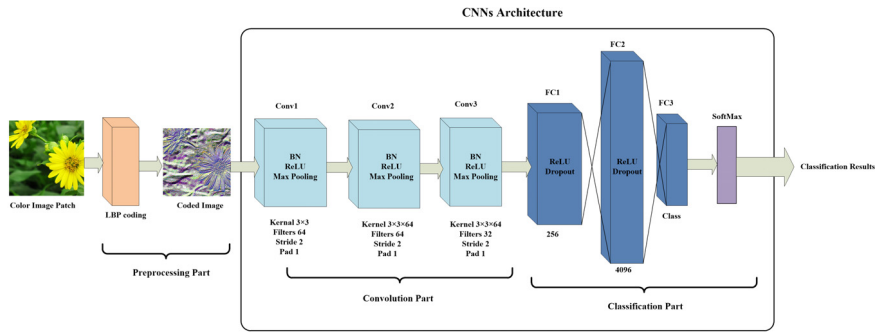 CNNs Architecture
FC2
FC1
Conv1
Conv2
Conv3
FC3
SoftMax
BN
ReLU
Max Pooling
BN
ReLU
Max Pooling
BN
ReLU
Max Pooling
ReLU
Dropout
ReLU
Dropout
Classification Results
Color Image Patch
LBP coding
Coded Image
Class
Kernal 3×3
Filters 64
Stride 2
Pad 1
Kernel 3×3×64
Filters 64
Stride 2
Pad 1
Kernel 3×3×64
Filters 32
Stride 2
Pad 1
256
4096
Preprocessing Part
Convolution Part
Classification Part